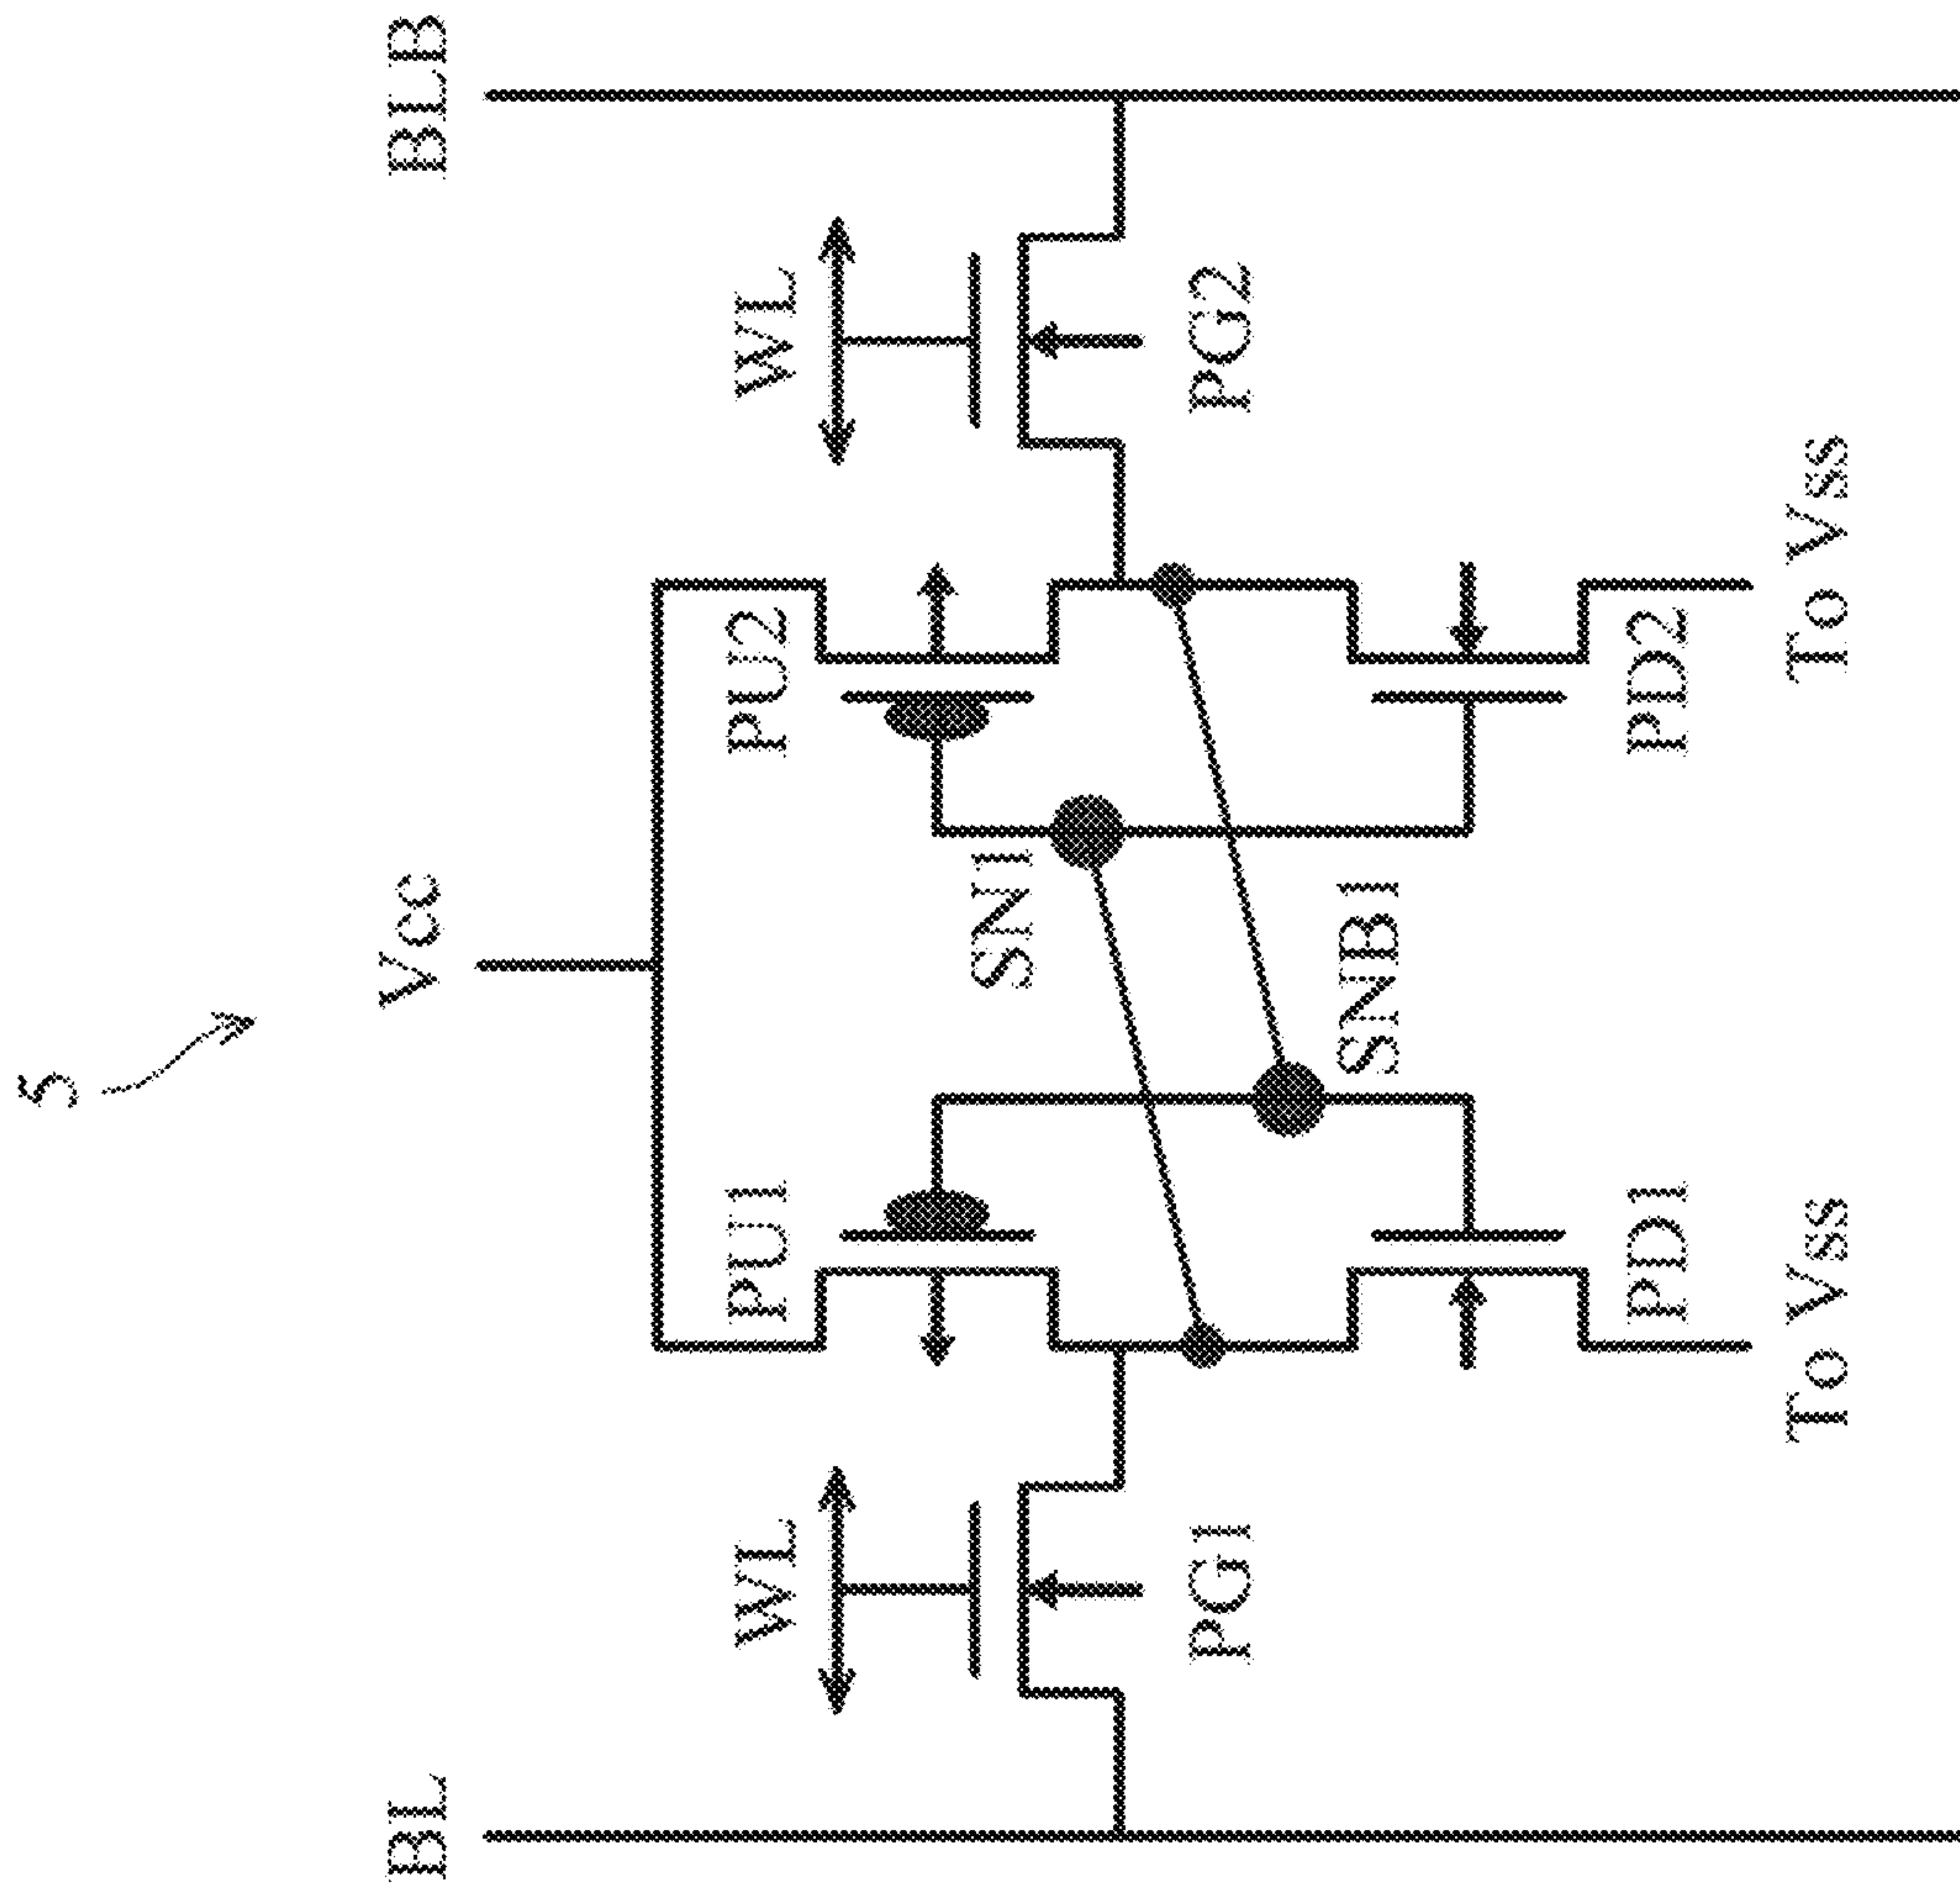 5
Vcc
BL
BLB
WL
WL
PU1
PU2
SN1
PG1
PG2
SNB1
PD1
PD2
To Vss
To Vss